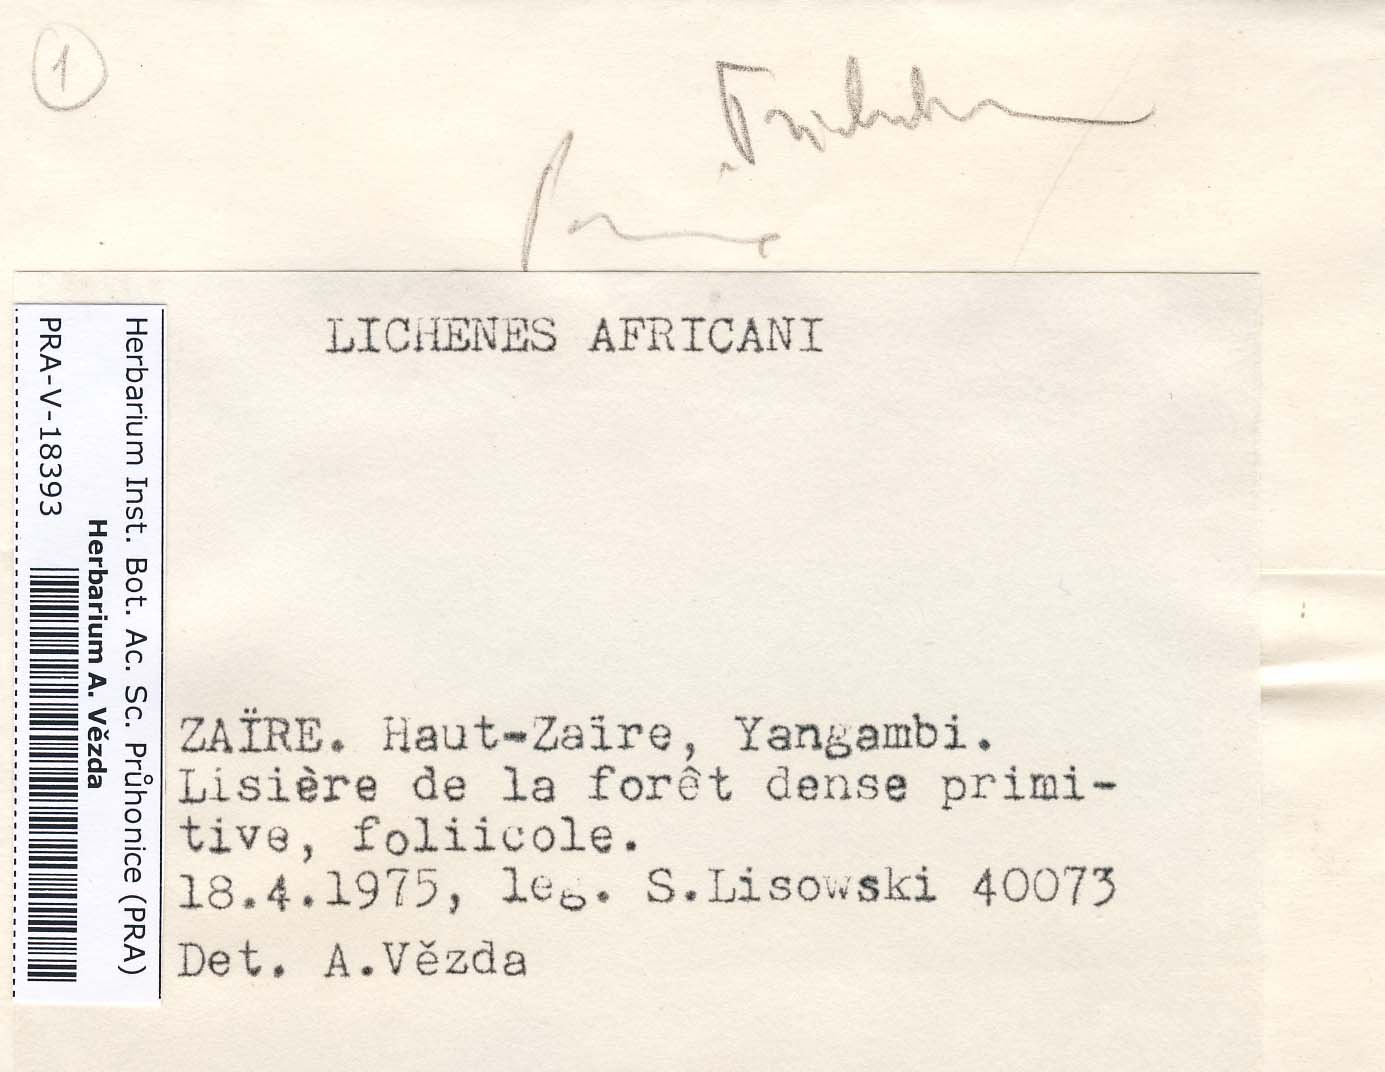 1
LICHENES AFRICANI
ZAÏRE. Haut-Zaïre, Yangambi.
Lisière de la forêt dense primi-
tive, foliicole.
18.4.1975, leg. S.Lisowski 40073
Det. A.Vězda
Herbarium Inst. Bot. Ac. Sc. Průhonice (PRA)
Herbarium A. Vězda
PRA-V-18393